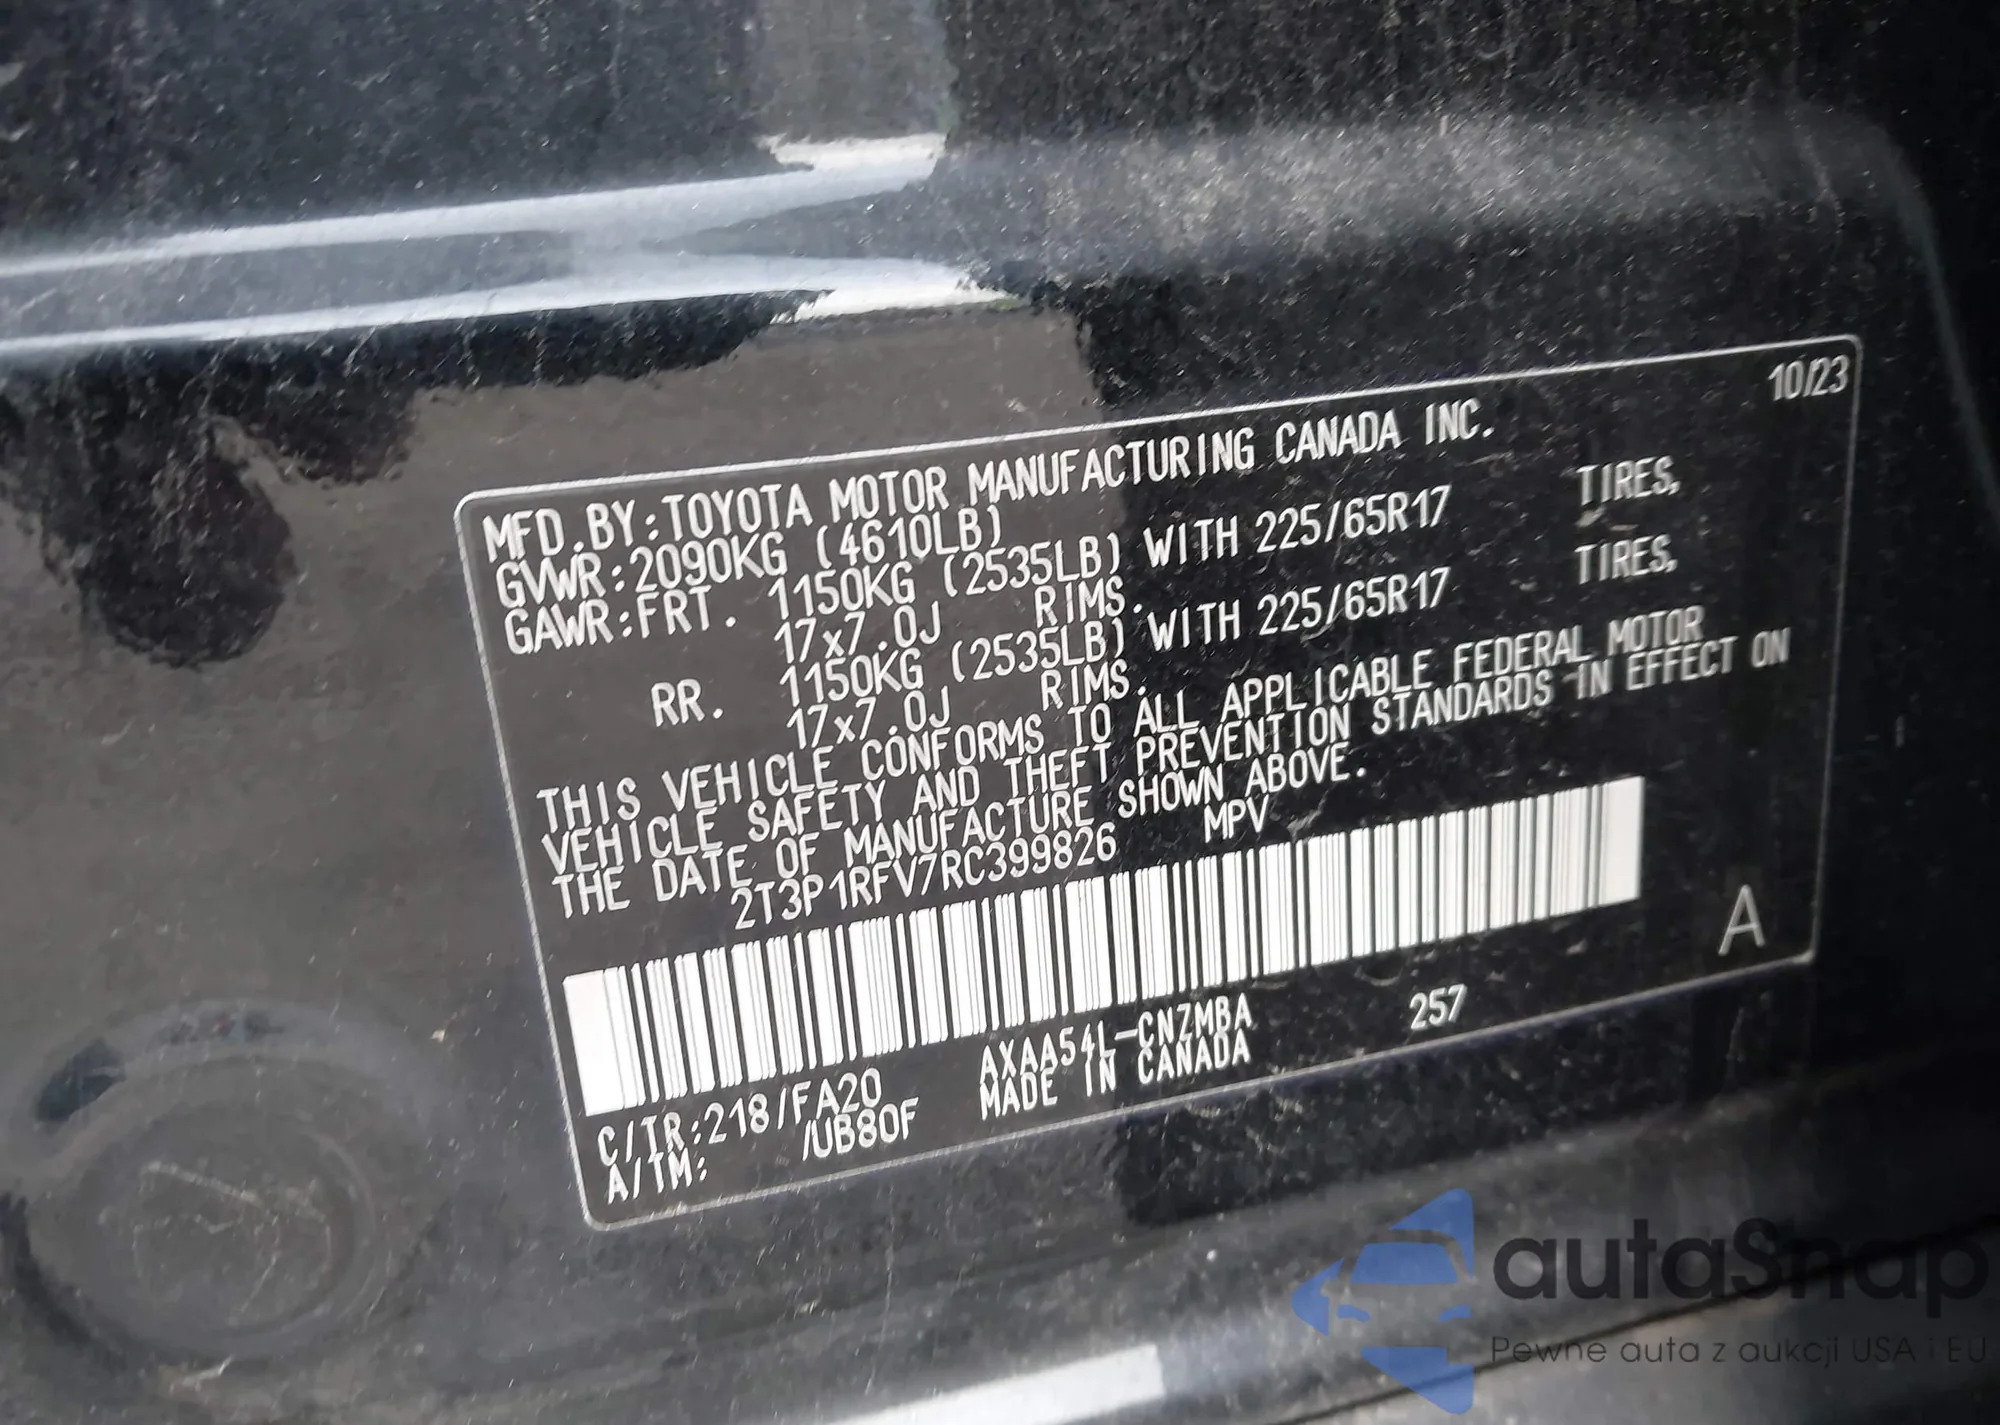 10/23
MFD.BY:TOYOTA MOTOR MANUFACTURING CANADA INC.
GVWR:2090KG (4610LB)
GAWR:FRT. 1150KG (2535LB) WITH 225/65R17 TIRES,
17x7.0J RIMS.
RR. 1150KG (2535LB) WITH 225/65R17 TIRES,
17x7.0J RIMS.
THIS VEHICLE CONFORMS TO ALL APPLICABLE FEDERAL MOTOR
VEHICLE SAFETY AND THEFT PREVENTION STANDARDS IN EFFECT ON
THE DATE OF MANUFACTURE SHOWN ABOVE.
2T3P1RFV7RC399826 MPV
A
C/TR:218/FA20 AXAA54L-CNZMBA 257
A/TM: /UB80F MADE IN CANADA
autaSnap
Pewne auta z aukcji USA i EU